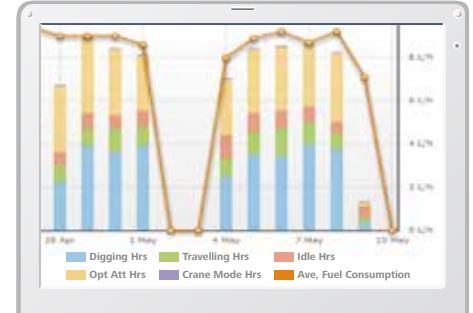 8 L/h
6 L/h
4 L/h
2 L/h
0 L/h
28 Apr 1 May 4 May 7 May 10 May
Digging Hrs Travelling Hrs Idle Hrs
Opt Att Hrs Crane Mode Hrs Ave, Fuel Consumption